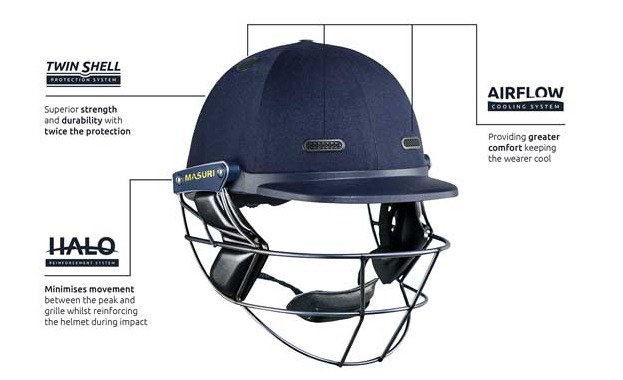 TWIN SHELL
PROTECTION SYSTEM
Superior strength
and durability with
twice the protection
AIRFLOW
COOLING SYSTEM
Providing greater
comfort keeping
the wearer cool
MASURI
HALO
REINFORCEMENT SYSTEM
Minimises movement
between the peak and
grille whilst reinforcing
the helmet during impact